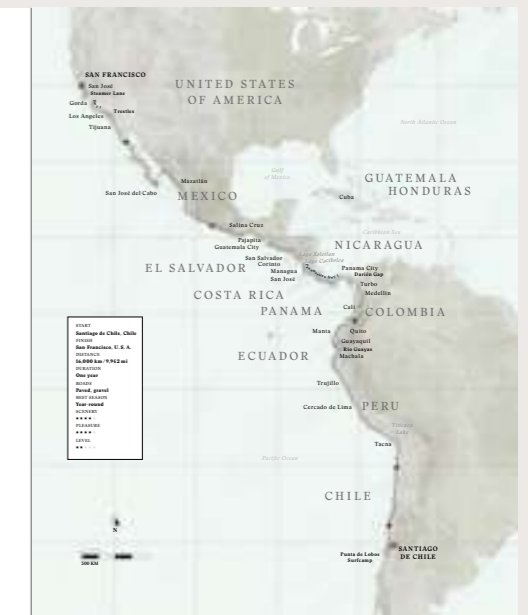 SAN FRANCISCO
San José
Steamer Lane
Gorda
Trestles
Los Angeles
Tijuana
UNITED STATES
OF AMERICA
North Atlantic Ocean
Gulf
of Mexico
Mazatlán
San José del Cabo
MEXICO
GUATEMALA
HONDURAS
Cuba
Salina Cruz
Pajapita
Guatemala City
Caribbean Sea
NICARAGUA
San Salvador
Corinto
Managua
San José
EL SALVADOR
Panama City
Darién Gap
Turbo
Medellín
COSTA RICA
PANAMA
Cali
COLOMBIA
Manta
Quito
Guayaquil
Río Guayas
Machala
ECUADOR
START
Santiago de Chile, Chile
FINISH
San Francisco, U.S.A.
DISTANCE
16,000 km/9,942 mi
DURATION
One year
ROADS
Paved, gravel
BEST SEASON
Year-round
SCENERY
PLEASURE
LEVEL
Trujillo
Cercado de Lima
PERU
Titicaca
Lake
Tacna
Pacific Ocean
CHILE
N
200 KM
Punta de Lobos
Surfcamp
SANTIAGO
DE CHILE